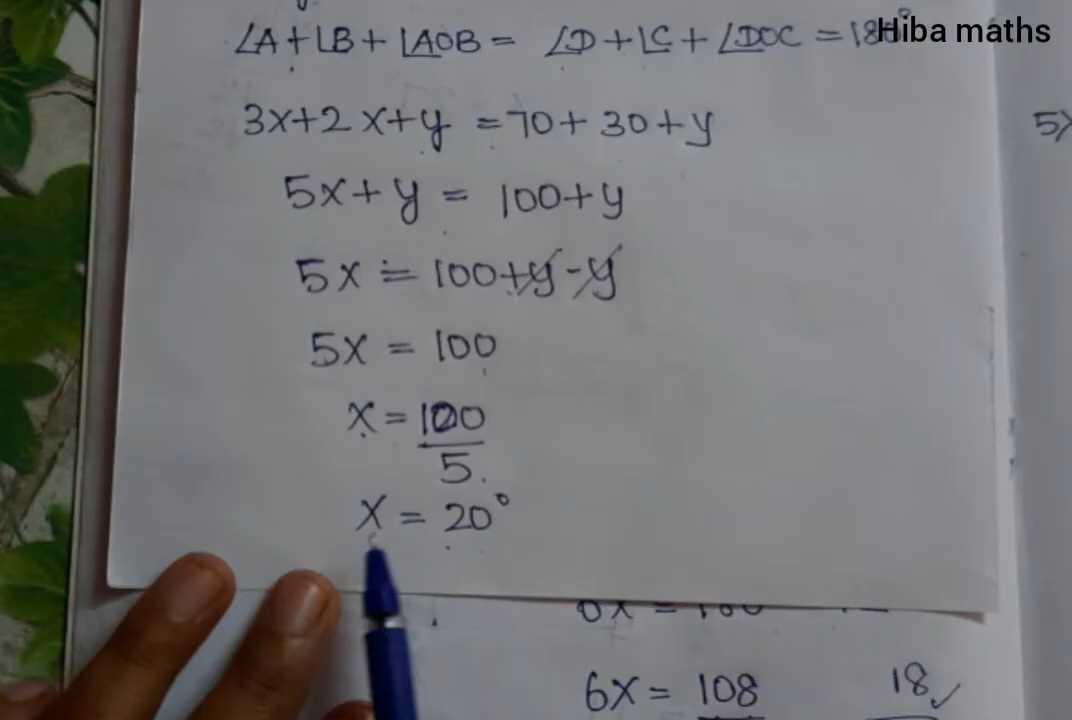 ∠A+∠B+∠AOB = ∠D+∠C+∠DOC = 180°
Hiba maths
3x+2x+y = 70+30+y
5x+y = 100+y
5x = 100+y-y
5x = 100
x = 100
5
x = 20°
6x = 108
18✓
5)